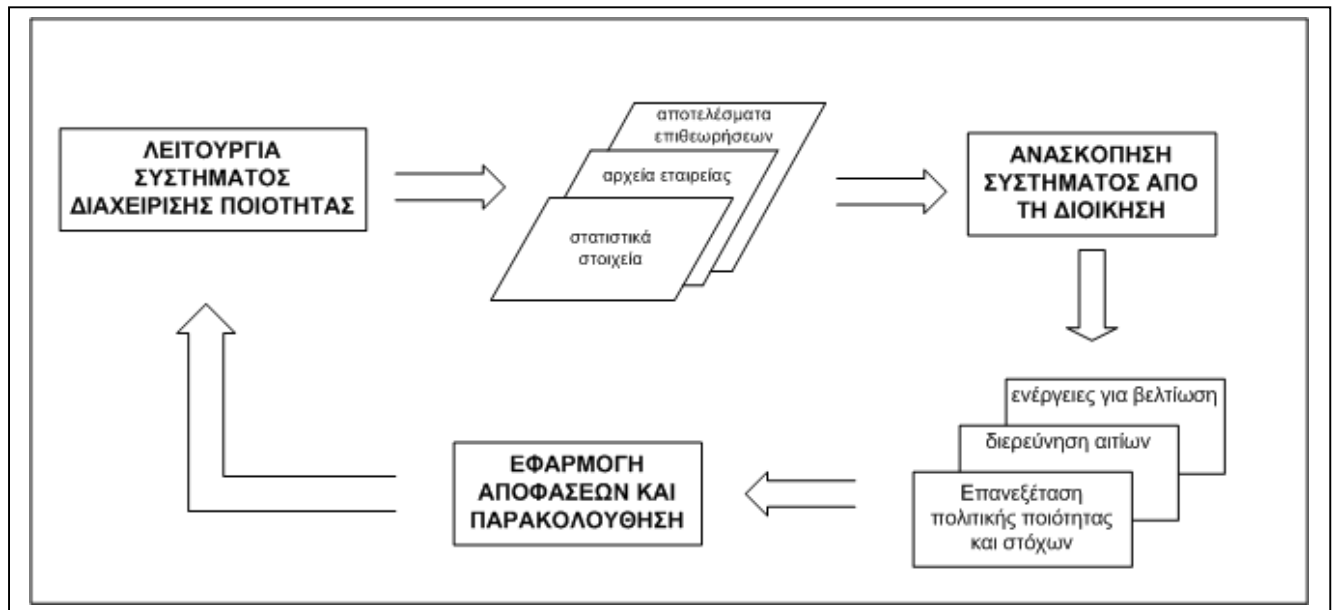 ΛΕΙΤΟΥΡΓΙΑ
ΣΥΣΤΗΜΑΤΟΣ
ΔΙΑΧΕΙΡΙΣΗΣ ΠΟΙΟΤΗΤΑΣ
αποτελέσματα
επιθεωρήσεων
αρχεία εταιρείας
στατιστικά
στοιχεία
ΑΝΑΣΚΟΠΗΣΗ
ΣΥΣΤΗΜΑΤΟΣ ΑΠΟ
ΤΗ ΔΙΟΙΚΗΣΗ
ενέργειες για βελτίωση
διερεύνηση αιτίων
Επανεξέταση
πολιτικής ποιότητας
και στόχων
ΕΦΑΡΜΟΓΗ
ΑΠΟΦΑΣΕΩΝ ΚΑΙ
ΠΑΡΑΚΟΛΟΥΘΗΣΗ